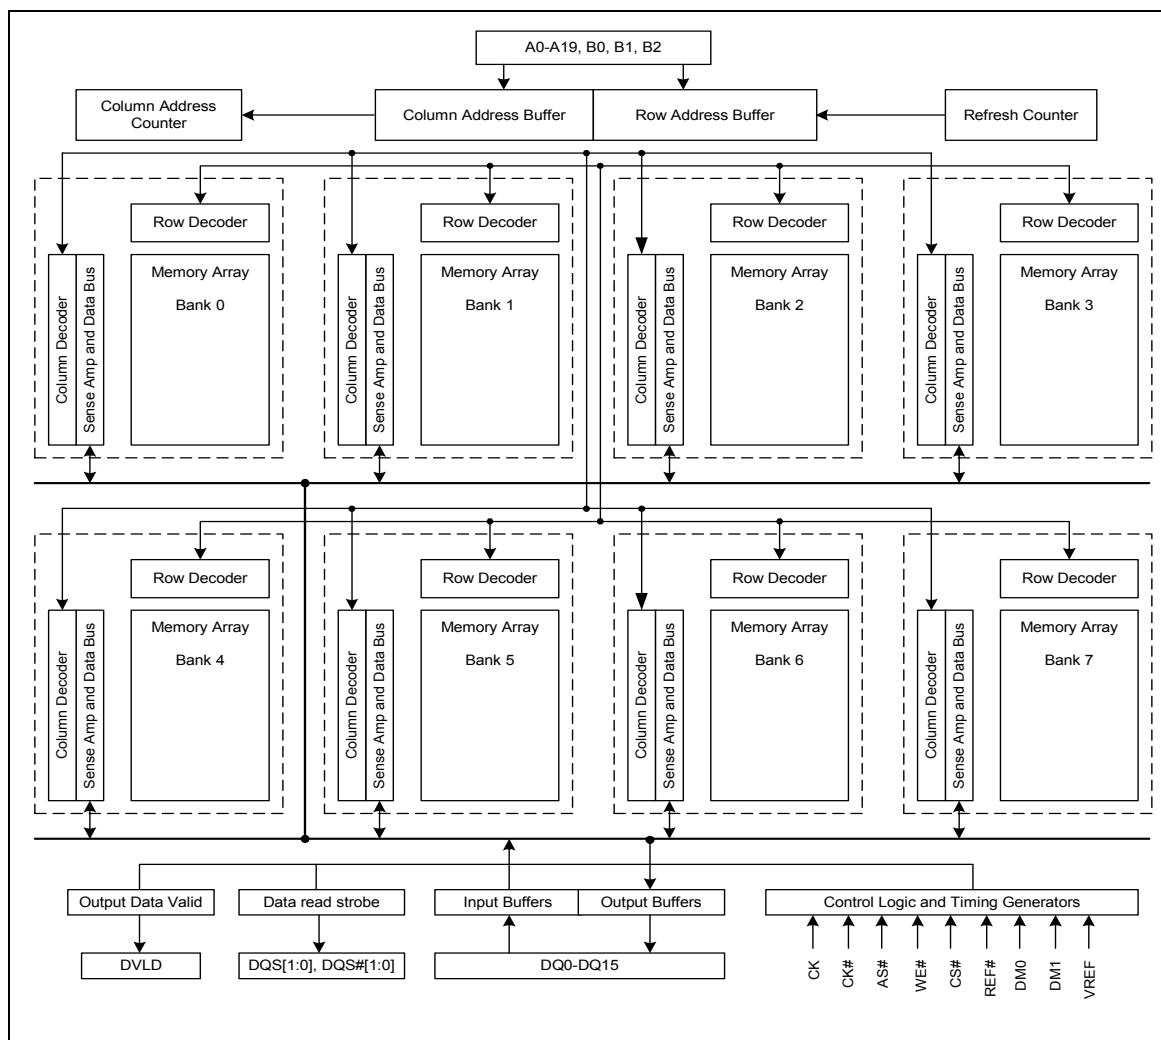 A0-A19, B0, B1, B2
Column Address
Counter
Column Address Buffer
Row Address Buffer
Refresh Counter
Row Decoder
Row Decoder
Row Decoder
Row Decoder
Column Decoder
Sense Amp and Data Bus
Memory Array
Bank 0
Column Decoder
Sense Amp and Data Bus
Memory Array
Bank 1
Column Decoder
Sense Amp and Data Bus
Memory Array
Bank 2
Column Decoder
Sense Amp and Data Bus
Memory Array
Bank 3
Row Decoder
Row Decoder
Row Decoder
Row Decoder
Column Decoder
Sense Amp and Data Bus
Memory Array
Bank 4
Column Decoder
Sense Amp and Data Bus
Memory Array
Bank 5
Column Decoder
Sense Amp and Data Bus
Memory Array
Bank 6
Column Decoder
Sense Amp and Data Bus
Memory Array
Bank 7
Output Data Valid
Data read strobe
Input Buffers
Output Buffers
Control Logic and Timing Generators
DVLD
DQS[1:0], DQS#[1:0]
DQ0-DQ15
CK
CK#
AS#
WE#
CS#
REF#
DM0
DM1
VREF